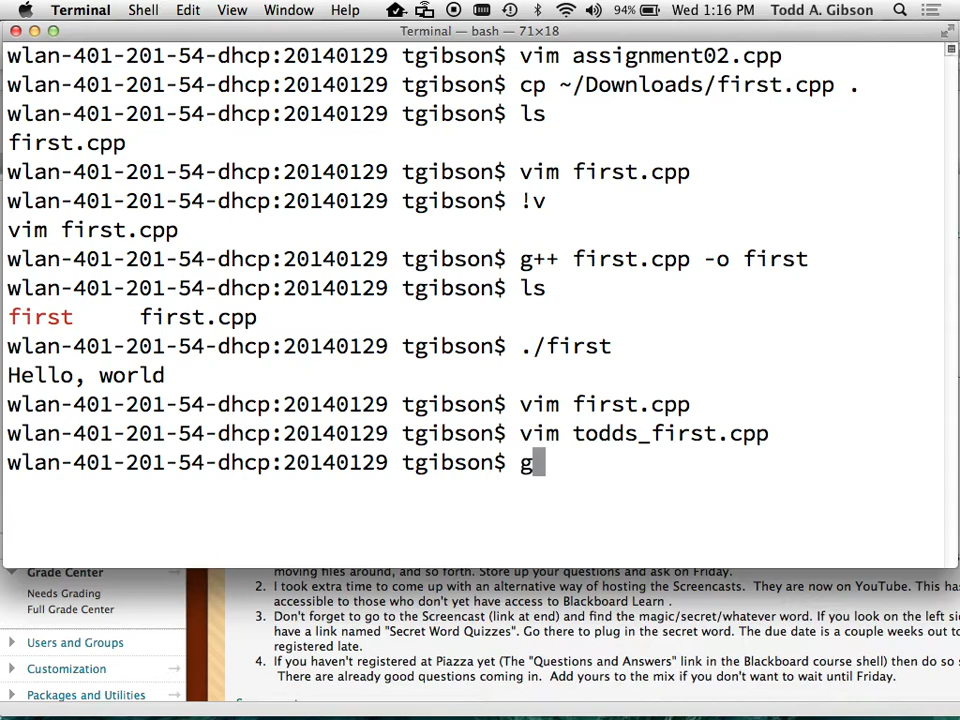 Terminal Shell Edit View Window Help 94% Wed 1:16 PM Todd A. Gibson
Terminal — bash — 71×18
wlan-401-201-54-dhcp:20140129 tgibson$ vim assignment02.cpp
wlan-401-201-54-dhcp:20140129 tgibson$ cp ~/Downloads/first.cpp .
wlan-401-201-54-dhcp:20140129 tgibson$ ls
first.cpp
wlan-401-201-54-dhcp:20140129 tgibson$ vim first.cpp
wlan-401-201-54-dhcp:20140129 tgibson$ !v
vim first.cpp
wlan-401-201-54-dhcp:20140129 tgibson$ g++ first.cpp -o first
wlan-401-201-54-dhcp:20140129 tgibson$ ls
first first.cpp
wlan-401-201-54-dhcp:20140129 tgibson$ ./first
Hello, world
wlan-401-201-54-dhcp:20140129 tgibson$ vim first.cpp
wlan-401-201-54-dhcp:20140129 tgibson$ vim todds_first.cpp
wlan-401-201-54-dhcp:20140129 tgibson$ g
Grade Center
Needs Grading
Full Grade Center
Users and Groups
Customization
Packages and Utilities
moving files around, and so forth. Store up your questions and ask on Friday.
2. I took extra time to come up with an alternative way of hosting the Screencasts. They are now on YouTube. This has
accessible to those who don't yet have access to Blackboard Learn .
3. Don't forget to go to the Screencast (link at end) and find the magic/secret/whatever word. If you look on the left si
have a link named "Secret Word Quizzes". Go there to plug in the secret word. The due date is a couple weeks out to
registered late.
4. If you haven't registered at Piazza yet (The "Questions and Answers" link in the Blackboard course shell) then do so
There are already good questions coming in. Add yours to the mix if you don't want to wait until Friday.